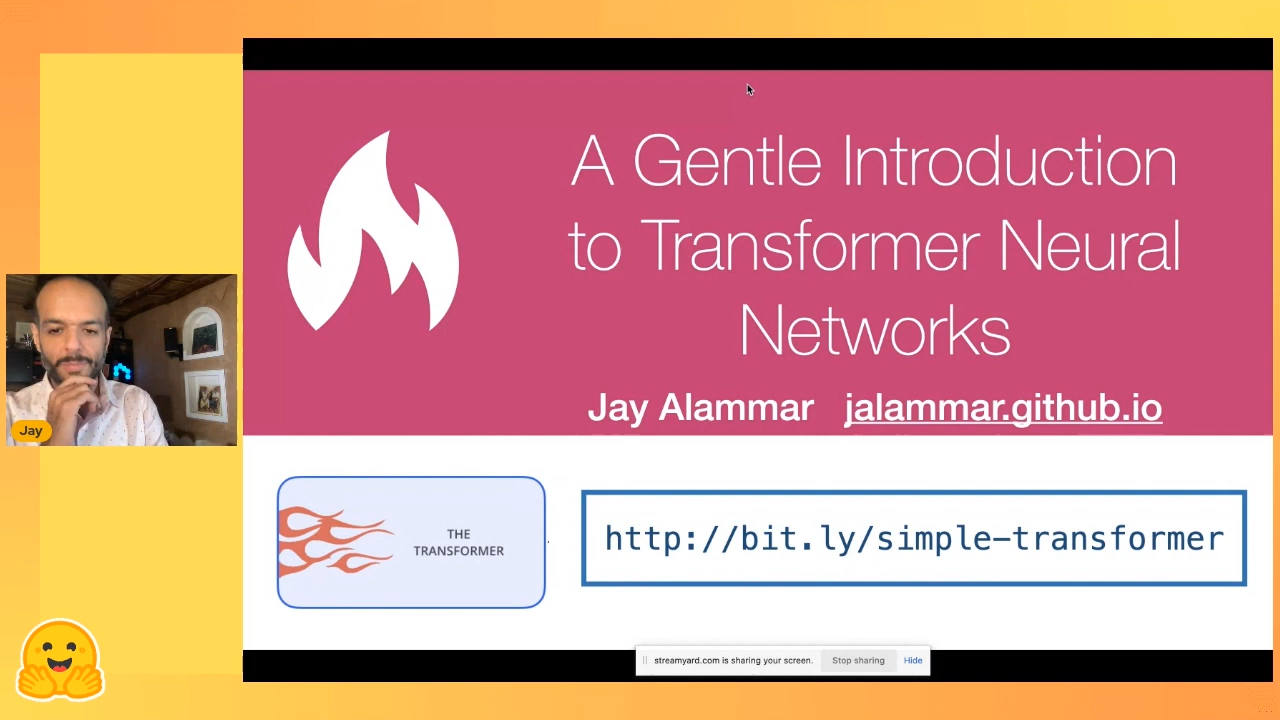 A Gentle Introduction
to Transformer Neural
Networks
Jay Alammar jalammar.github.io
Jay
THE
TRANSFORMER
http://bit.ly/simple-transformer
streamyard.com is sharing your screen. Stop sharing Hide